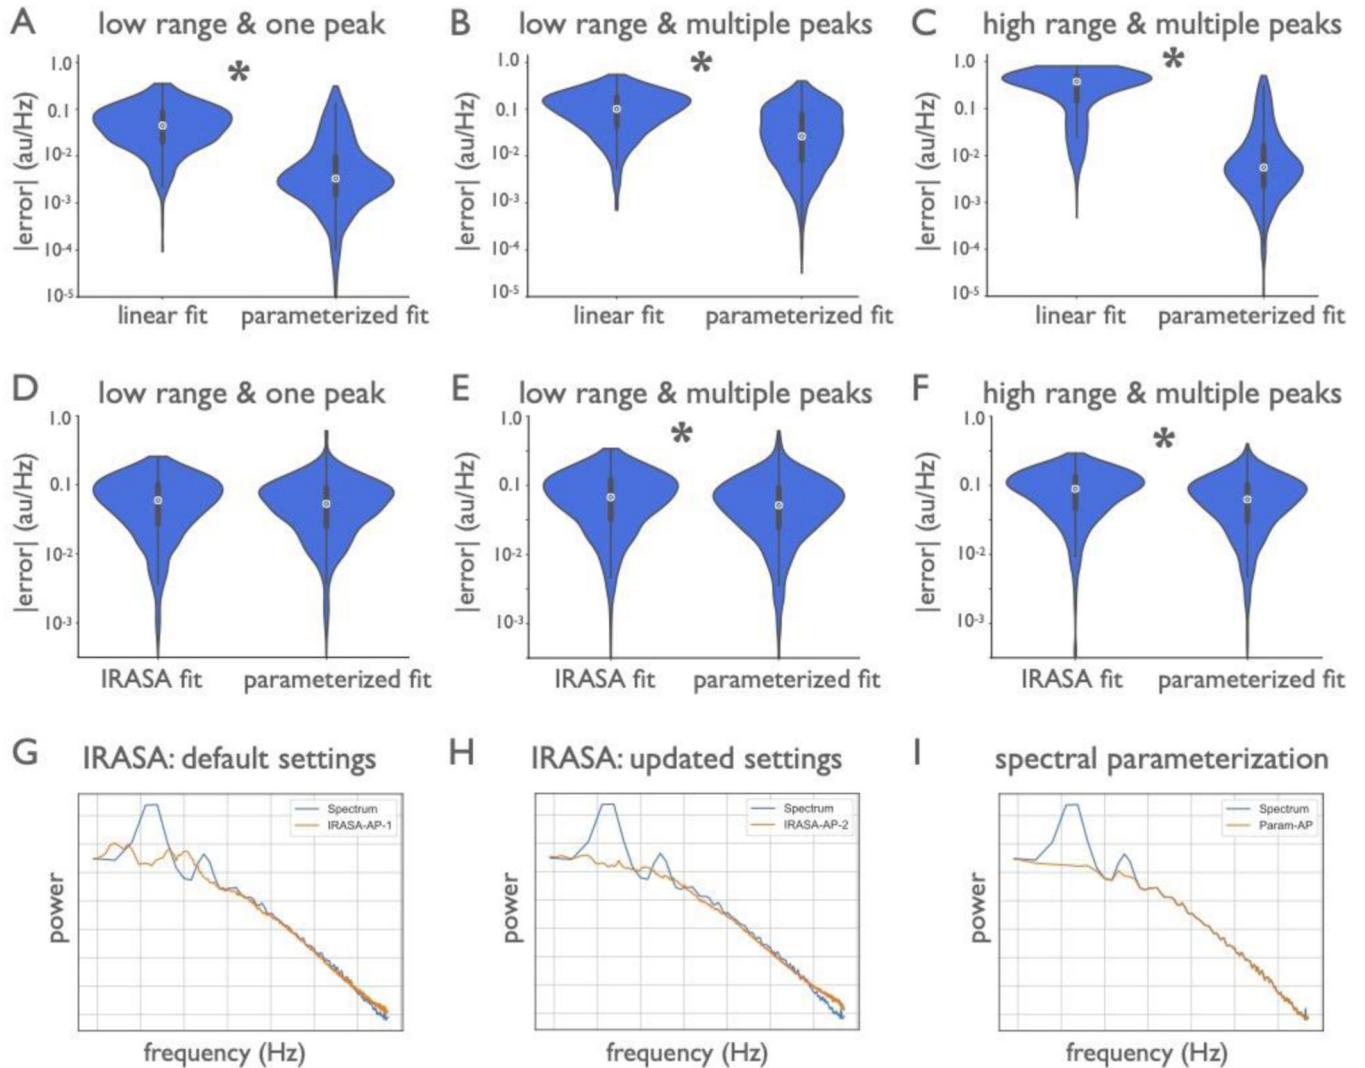 A low range & one peak
B low range & multiple peaks
C high range & multiple peaks
|error| (au/Hz)
1.0
0.1
10-2
10-3
10-4
10-5
linear fit parameterized fit
|error| (au/Hz)
1.0
0.1
10-2
10-3
10-4
10-5
linear fit parameterized fit
|error| (au/Hz)
1.0
0.1
10-2
10-3
10-4
10-5
linear fit parameterized fit
*
*
*
D low range & one peak
E low range & multiple peaks
F high range & multiple peaks
|error| (au/Hz)
1.0
0.1
10-2
10-3
IRASA fit parameterized fit
|error| (au/Hz)
1.0
0.1
10-2
10-3
IRASA fit parameterized fit
|error| (au/Hz)
1.0
0.1
10-2
10-3
IRASA fit parameterized fit
*
*
G IRASA: default settings
H IRASA: updated settings
I spectral parameterization
Spectrum
IRASA-AP-1
power
frequency (Hz)
Spectrum
IRASA-AP-2
power
frequency (Hz)
Spectrum
Param-AP
power
frequency (Hz)